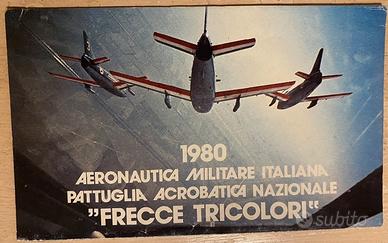 1980
AERONAUTICA MILITARE ITALIANA
PATTUGLIA ACROBATICA NAZIONALE
"FRECCE TRICOLORI"
subito